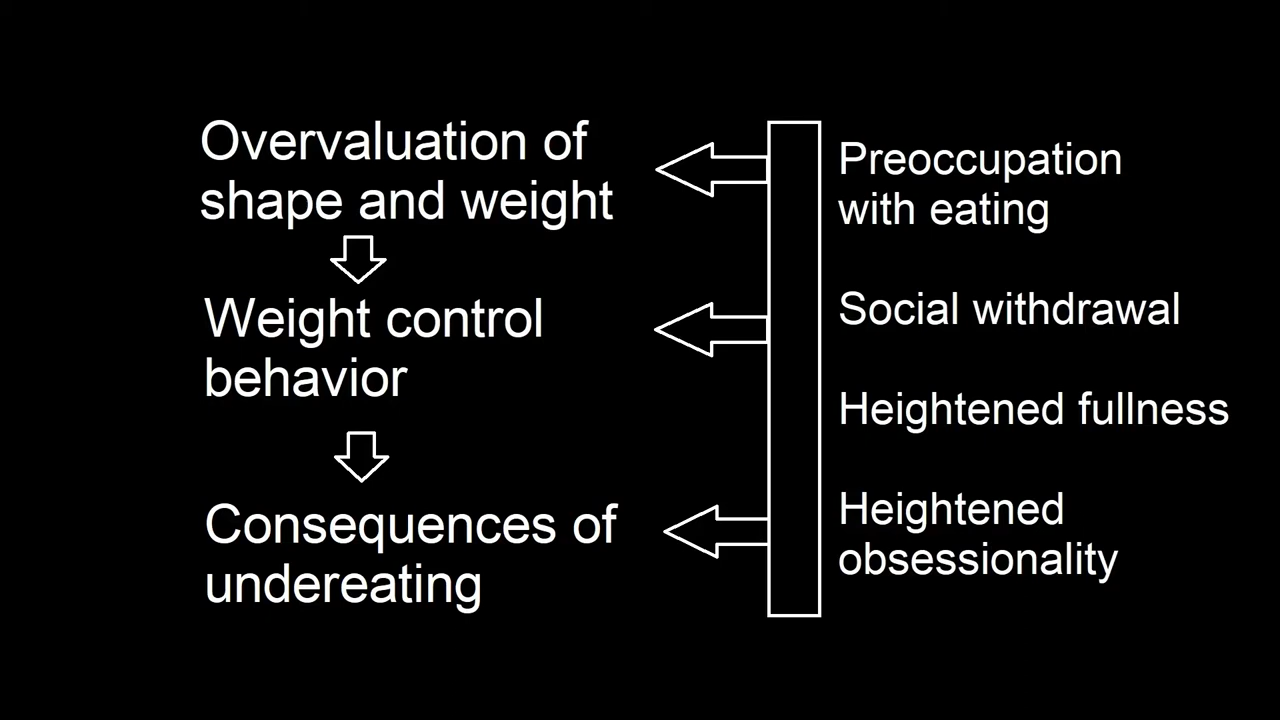 Overvaluation of
shape and weight
Weight control
behavior
Consequences of
undereating
Preoccupation
with eating
Social withdrawal
Heightened fullness
Heightened
obsessionality